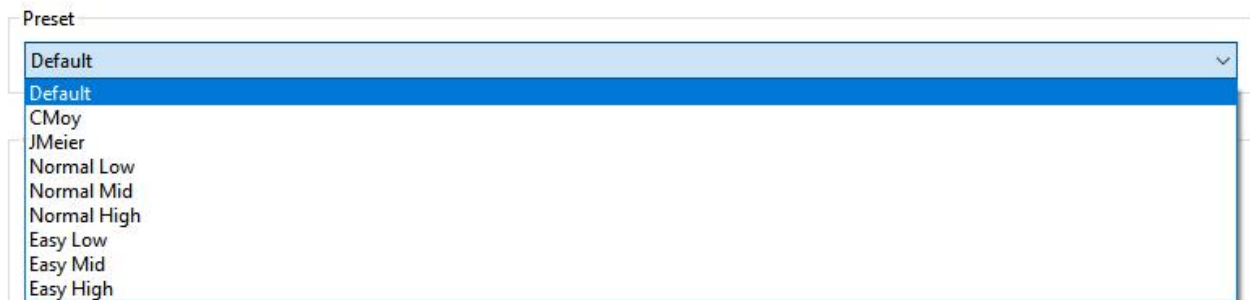 Preset
Default
Default
CMoy
JMeier
Normal Low
Normal Mid
Normal High
Easy Low
Easy Mid
Easy High